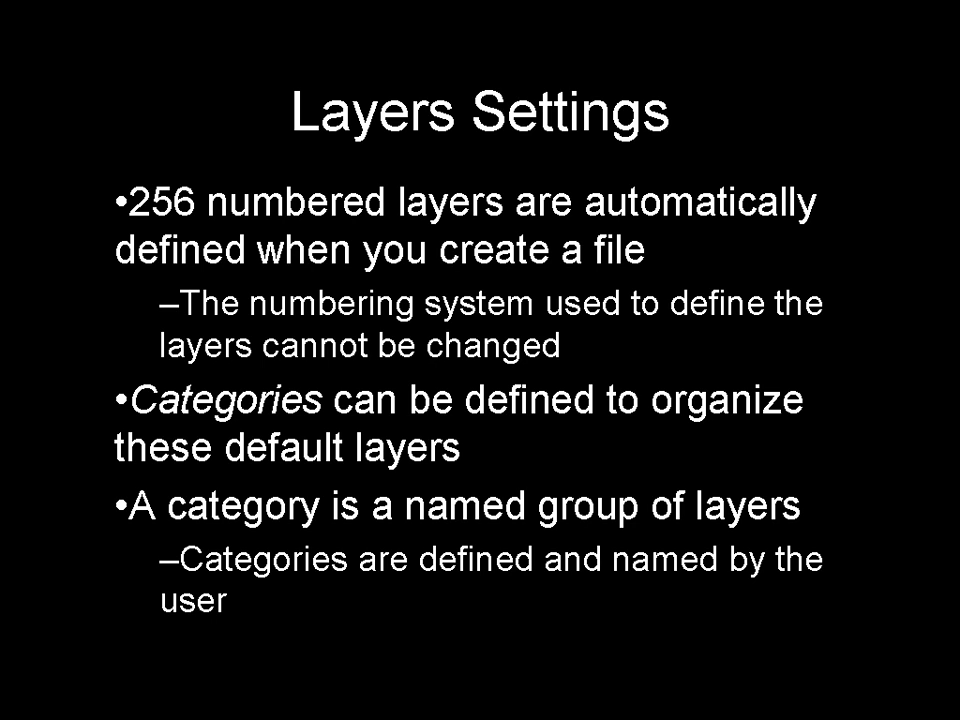 Layers Settings
•256 numbered layers are automatically
defined when you create a file
–The numbering system used to define the
layers cannot be changed
•Categories can be defined to organize
these default layers
•A category is a named group of layers
–Categories are defined and named by the
user